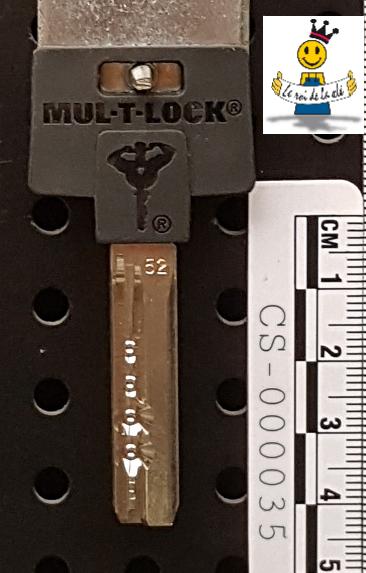 Le roi de la clé
MUL-T-LOCK®
®
52
CM 1 2 3 4 5
CS-000035